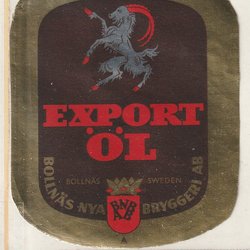 EXPORT
ÖL
BOLLNÄS SWEDEN
BOLLNÄS NYA BRYGGERI AB
BNB
AB